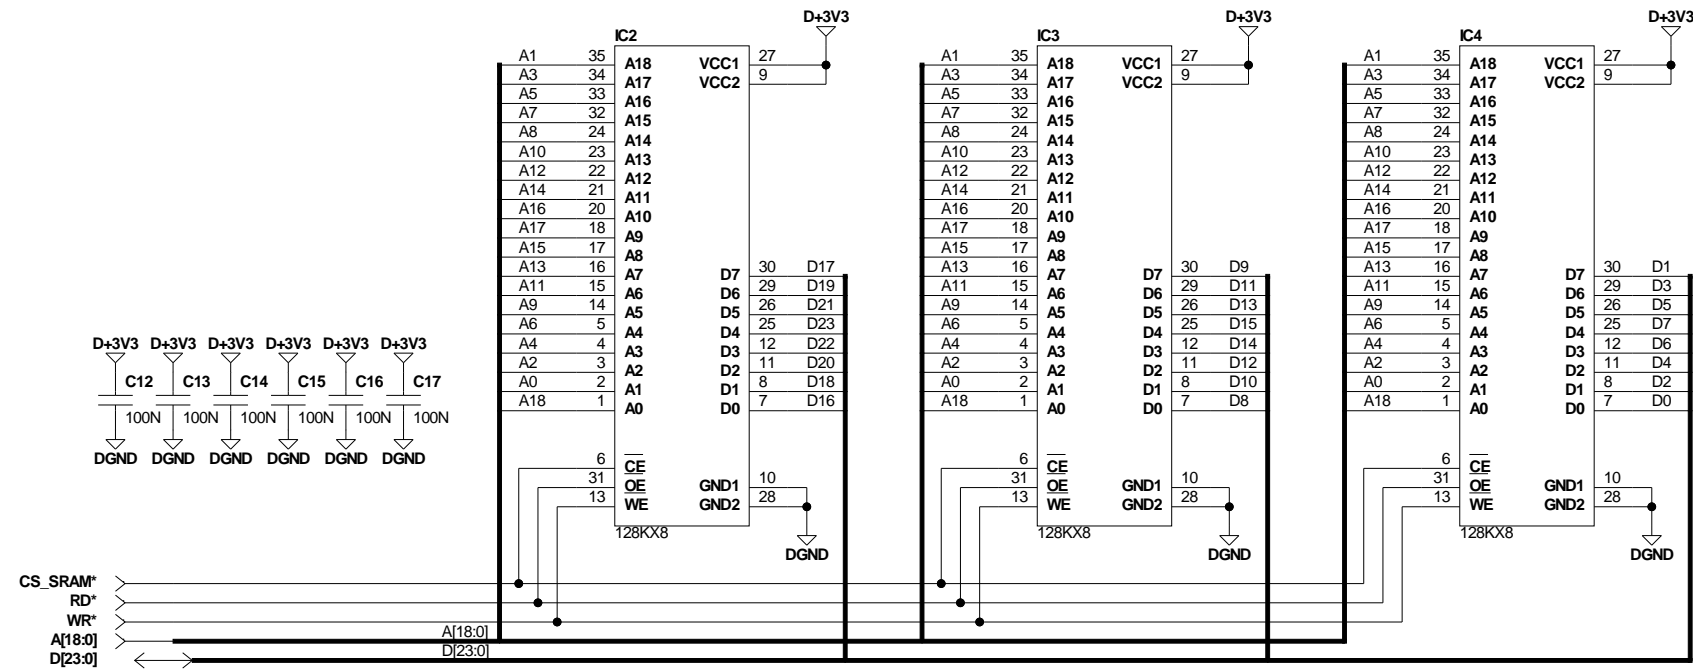 D+3V3 D+3V3 D+3V3
IC2 IC3 IC4
A1 35 A18 VCC1 27 A1 35 A18 VCC1 27 A1 35 A18 VCC1 27
A3 34 A17 VCC2 9 A3 34 A17 VCC2 9 A3 34 A17 VCC2 9
A5 33 A16 A5 33 A16 A5 33 A16
A7 32 A15 A7 32 A15 A7 32 A15
A8 24 A14 A8 24 A14 A8 24 A14
A10 23 A13 A10 23 A13 A10 23 A13
A12 22 A12 A12 22 A12 A12 22 A12
A14 21 A11 A14 21 A11 A14 21 A11
A16 20 A10 A16 20 A10 A16 20 A10
A17 18 A9 A17 18 A9 A17 18 A9
A15 17 A8 A15 17 A8 A15 17 A8
A13 16 A7 D7 30 D17 A13 16 A7 D7 30 D9 A13 16 A7 D7 30 D1
A11 15 A6 D6 29 D19 A11 15 A6 D6 29 D11 A11 15 A6 D6 29 D3
A9 14 A5 D5 26 D21 A9 14 A5 D5 26 D13 A9 14 A5 D5 26 D5
A6 5 A4 D4 25 D23 A6 5 A4 D4 25 D15 A6 5 A4 D4 25 D7
A4 4 A3 D3 12 D22 A4 4 A3 D3 12 D14 A4 4 A3 D3 12 D6
A2 3 A2 D2 11 D20 A2 3 A2 D2 11 D12 A2 3 A2 D2 11 D4
A0 2 A1 D1 8 D18 A0 2 A1 D1 8 D10 A0 2 A1 D1 8 D2
A18 1 A0 D0 7 D16 A18 1 A0 D0 7 D8 A18 1 A0 D0 7 D0
D+3V3 D+3V3 D+3V3 D+3V3 D+3V3 D+3V3
C12 C13 C14 C15 C16 C17
100N 100N 100N 100N 100N 100N
DGND DGND DGND DGND DGND DGND
6 CE 6 CE 6 CE
31 OE GND1 10 31 OE GND1 10 31 OE GND1 10
13 WE GND2 28 13 WE GND2 28 13 WE GND2 28
128KX8 128KX8 128KX8
DGND DGND DGND
CS_SRAM*
RD*
WR*
A[18:0] A[18:0]
D[23:0] D[23:0]